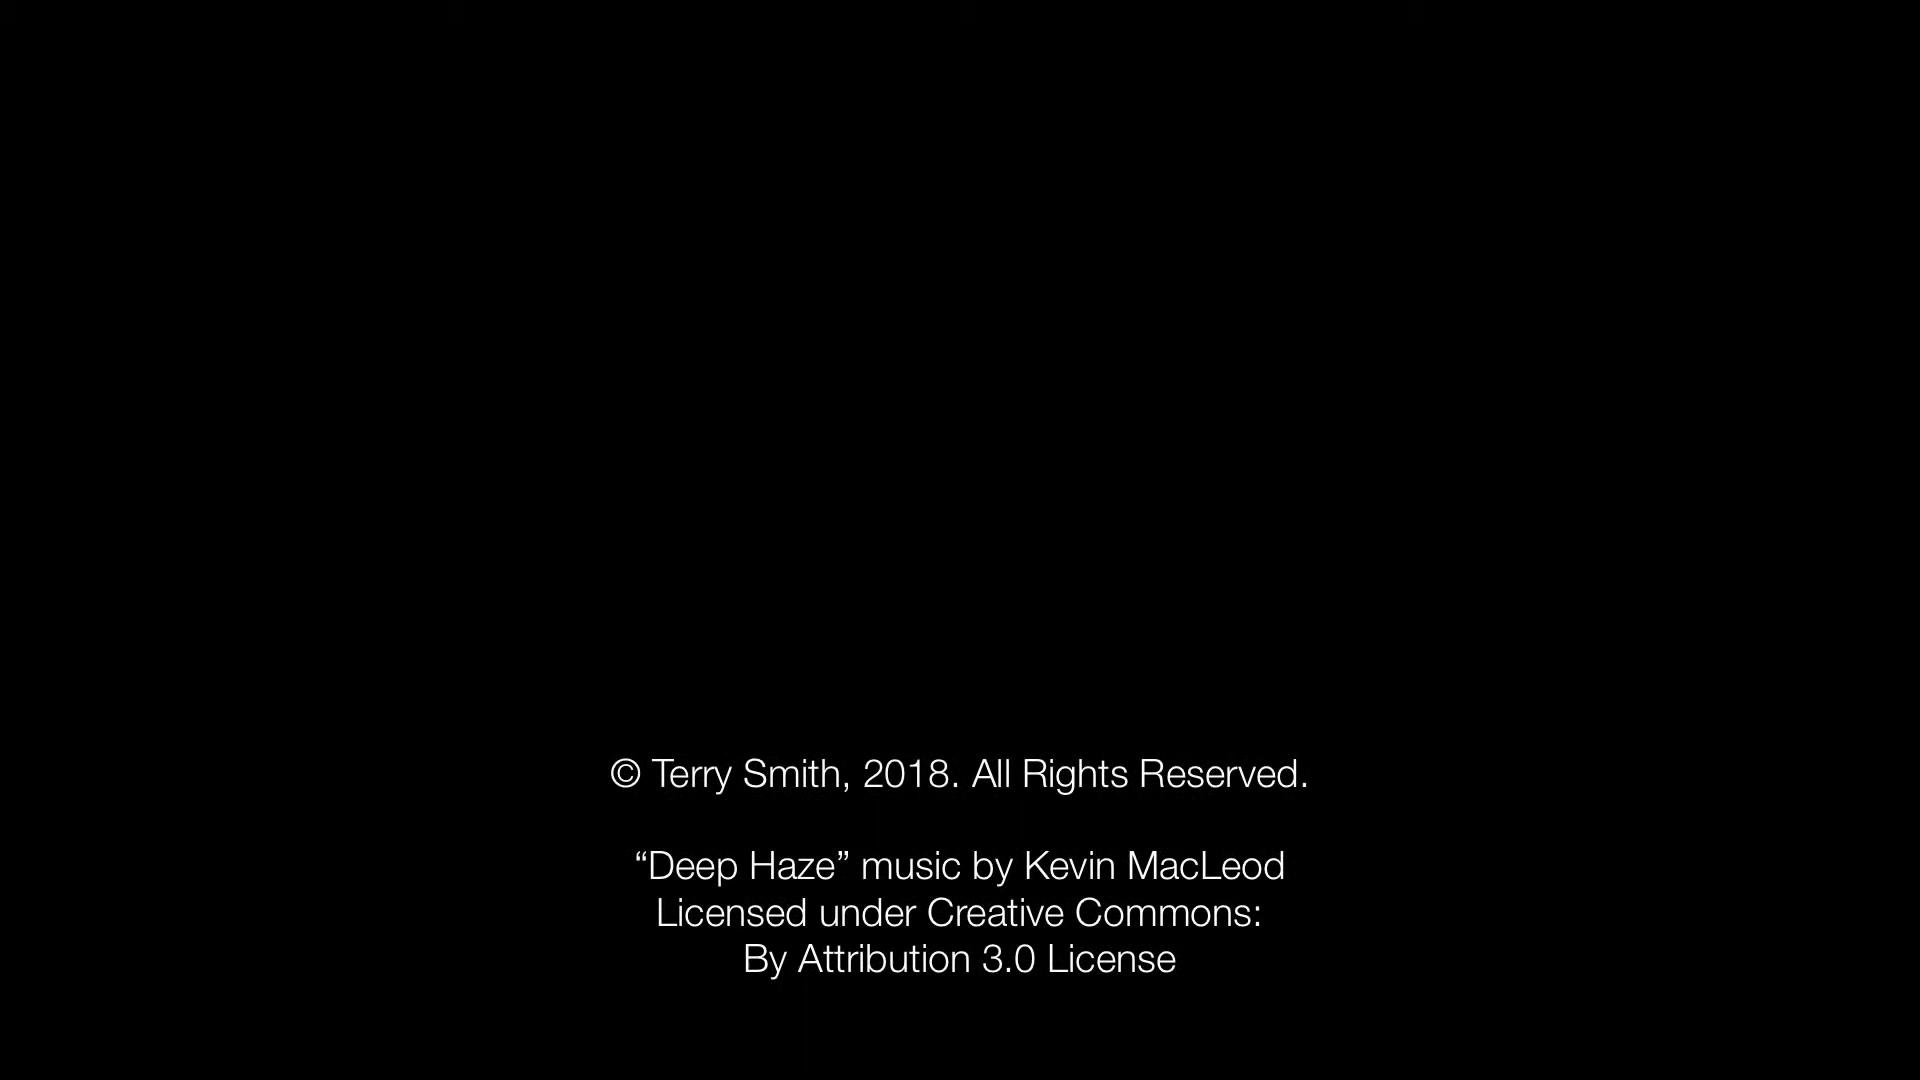 © Terry Smith, 2018. All Rights Reserved.
“Deep Haze” music by Kevin MacLeod
Licensed under Creative Commons:
By Attribution 3.0 License